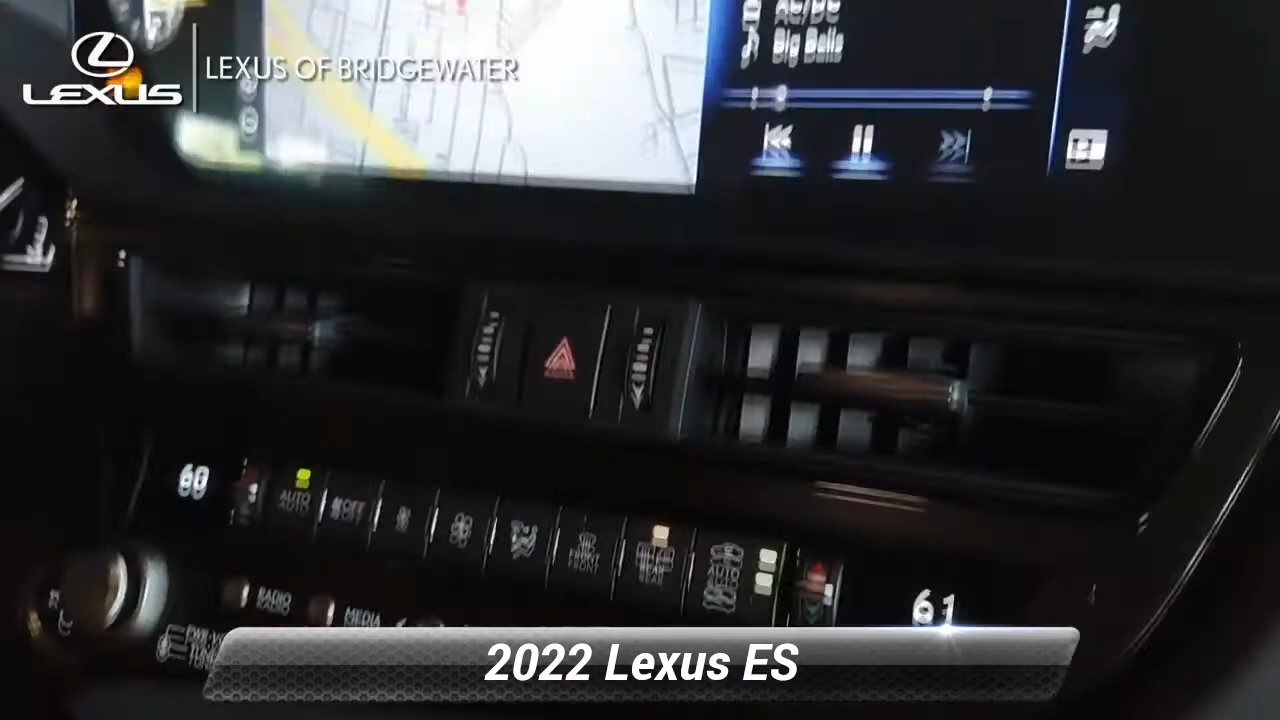 LEXUS
LEXUS OF BRIDGEWATER
AC/DC
Big Balls
60
AUTO
OFF
FRONT
REAR
AUTO
61
RADIO
MEDIA
2022 Lexus ES